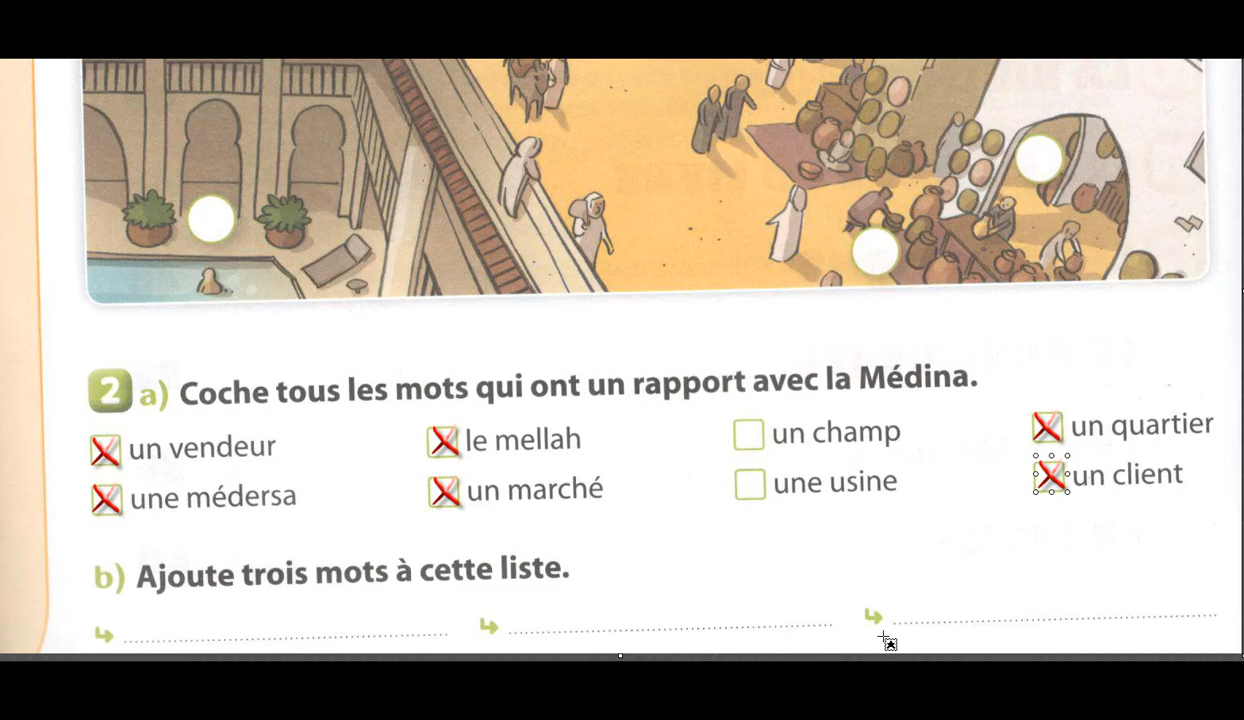 2 a) Coche tous les mots qui ont un rapport avec la Médina.
un vendeur le mellah un champ un quartier
une médersa un marché une usine un client
b) Ajoute trois mots à cette liste.